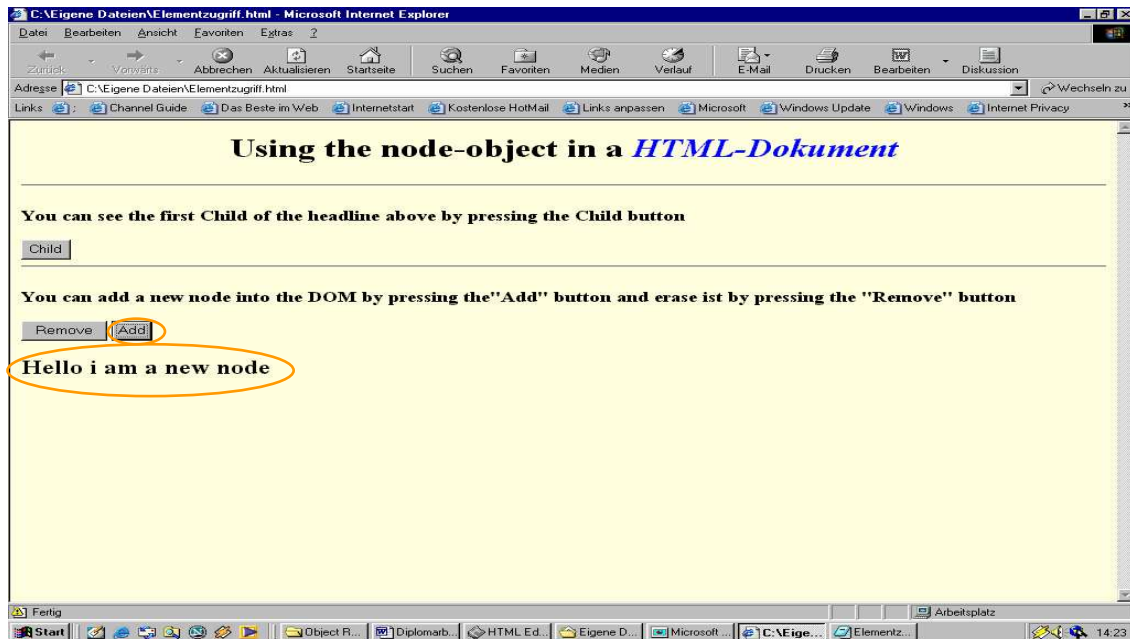 C:\Eigene Dateien\Elementzugriff.html - Microsoft Internet Explorer
Datei Bearbeiten Ansicht Favoriten Extras ?
Zurück Vorwärts Abbrechen Aktualisieren Startseite Suchen Favoriten Medien Verlauf E-Mail Drucken Bearbeiten Diskussion
Adresse C:\Eigene Dateien\Elementzugriff.html Wechseln zu
Links ; Channel Guide Das Beste im Web Internetstart Kostenlose HotMail Links anpassen Microsoft Windows Update Windows Internet Privacy »
Using the node-object in a HTML-Dokument
You can see the first Child of the headline above by pressing the Child button
Child
You can add a new node into the DOM by pressing the"Add" button and erase ist by pressing the "Remove" button
Remove Add
Hello i am a new node
Fertig Arbeitsplatz
Start Object R... Diplomarb... HTML Ed... Eigene D... Microsoft ... C:\Eige... Elementz... 14:23